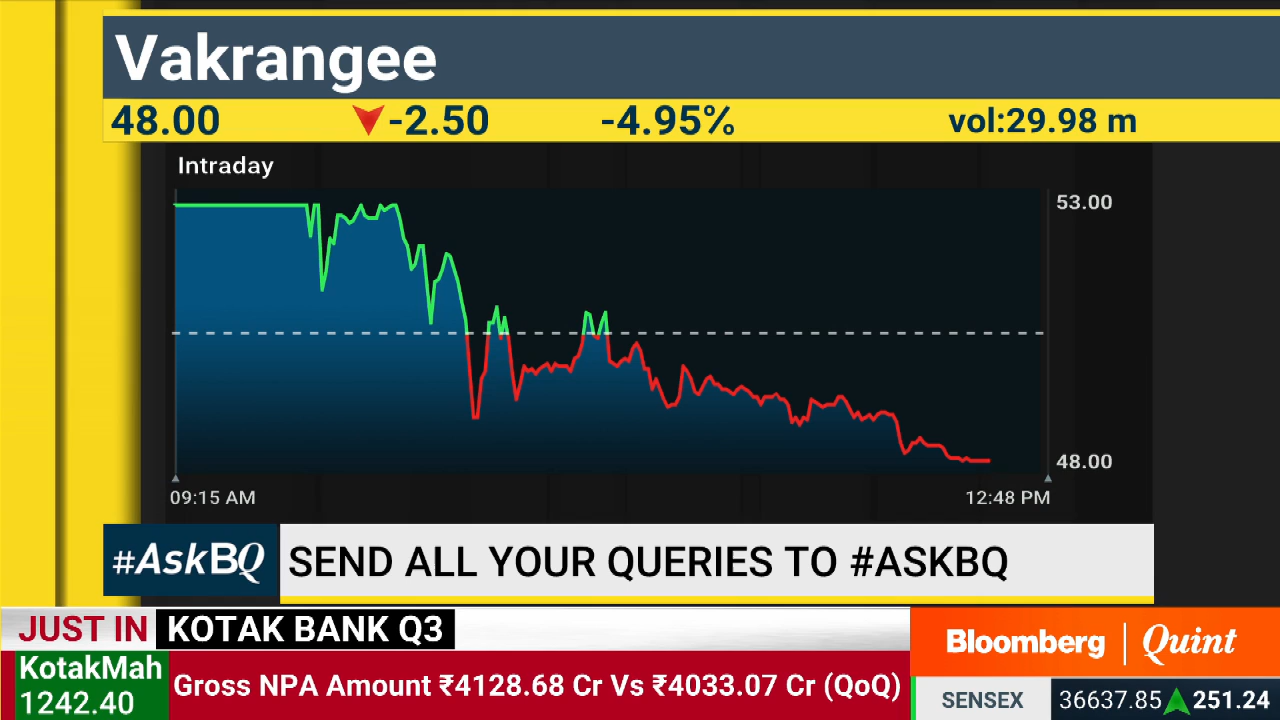 Vakrangee
48.00 -2.50 -4.95% vol:29.98 m
Intraday
53.00
48.00
09:15 AM 12:48 PM
#AskBQ SEND ALL YOUR QUERIES TO #ASKBQ
JUST IN KOTAK BANK Q3
KotakMah
1242.40
Gross NPA Amount ₹4128.68 Cr Vs ₹4033.07 Cr (QoQ)
Bloomberg | Quint
SENSEX 36637.85 251.24